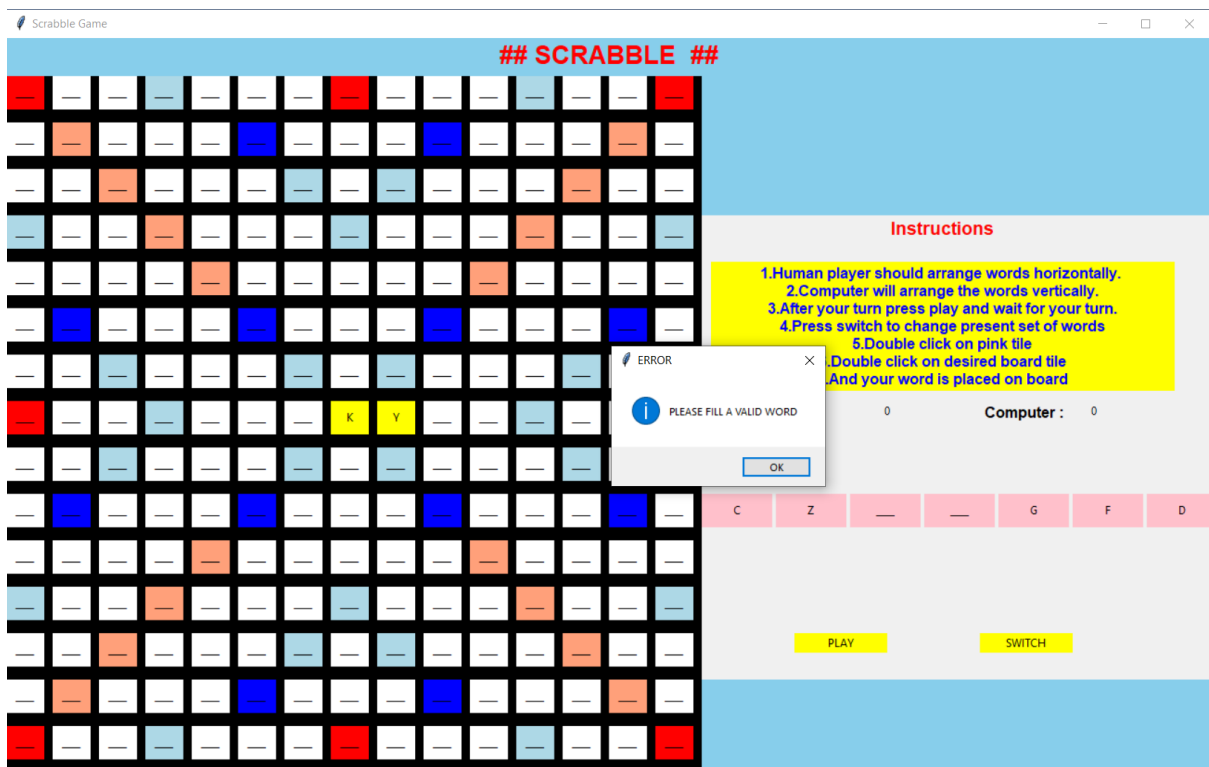 Scrabble Game
## SCRABBLE ##
Instructions
1.Human player should arrange words horizontally.
2.Computer will arrange the words vertically.
3.After your turn press play and wait for your turn.
4.Press switch to change present set of words
5.Double click on pink tile
.Double click on desired board tile
.And your word is placed on board
ERROR
PLEASE FILL A VALID WORD
OK
0 Computer : 0
K Y
C Z __ __ G F D
PLAY SWITCH